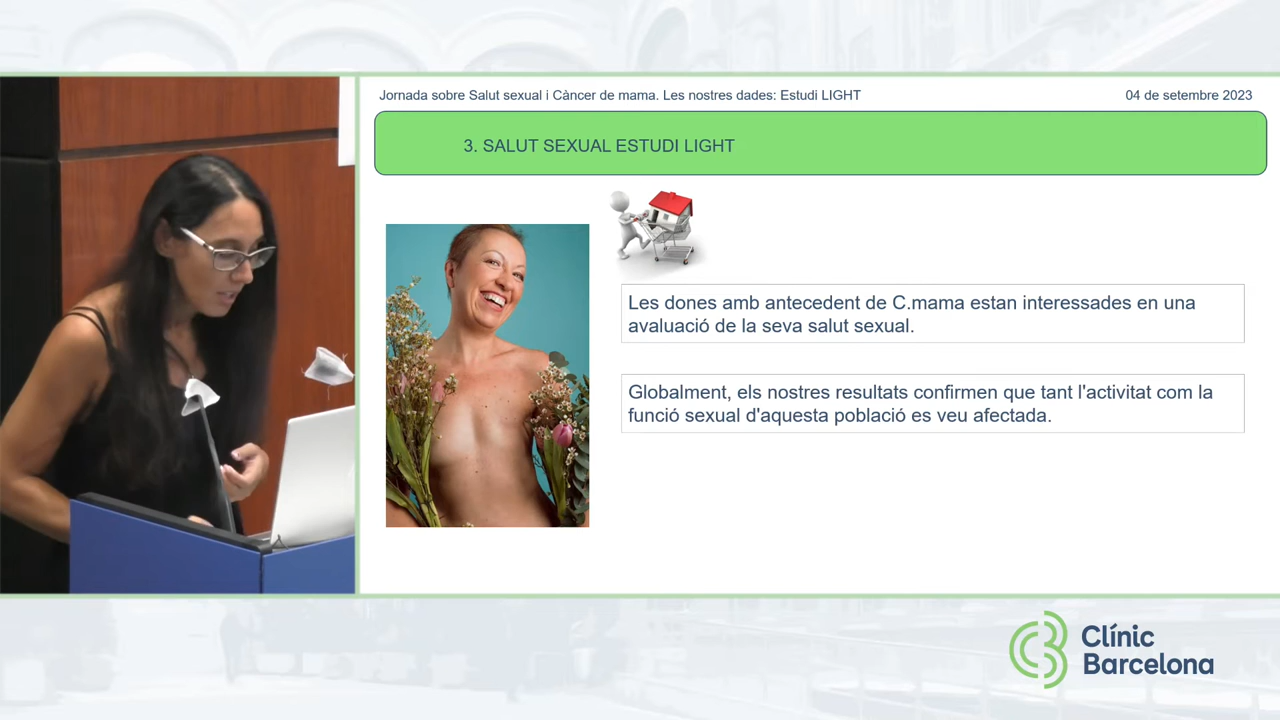 Jornada sobre Salut sexual i Càncer de mama. Les nostres dades: Estudi LIGHT
04 de setembre 2023
3. SALUT SEXUAL ESTUDI LIGHT
Les dones amb antecedent de C.mama estan interessades en una
avaluació de la seva salut sexual.
Globalment, els nostres resultats confirmen que tant l'activitat com la
funció sexual d'aquesta població es veu afectada.
Clínic
Barcelona